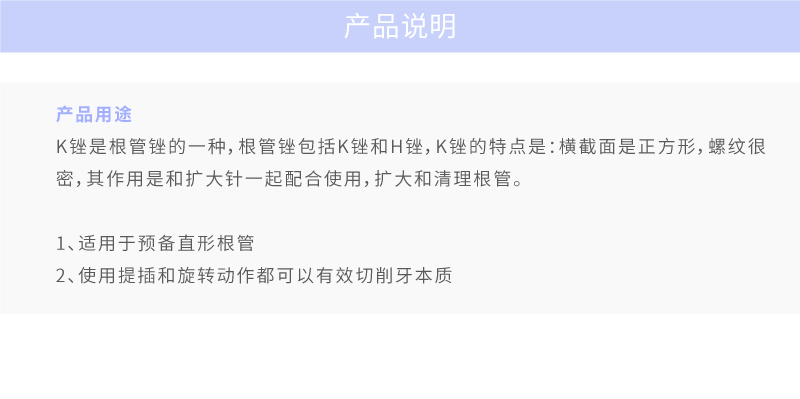 产品说明
产品用途
K锉是根管锉的一种，根管锉包括K锉和H锉，K锉的特点是：横截面是正方形，螺纹很
密，其作用是和扩大针一起配合使用，扩大和清理根管。
1、适用于预备直形根管
2、使用提插和旋转动作都可以有效切削牙本质